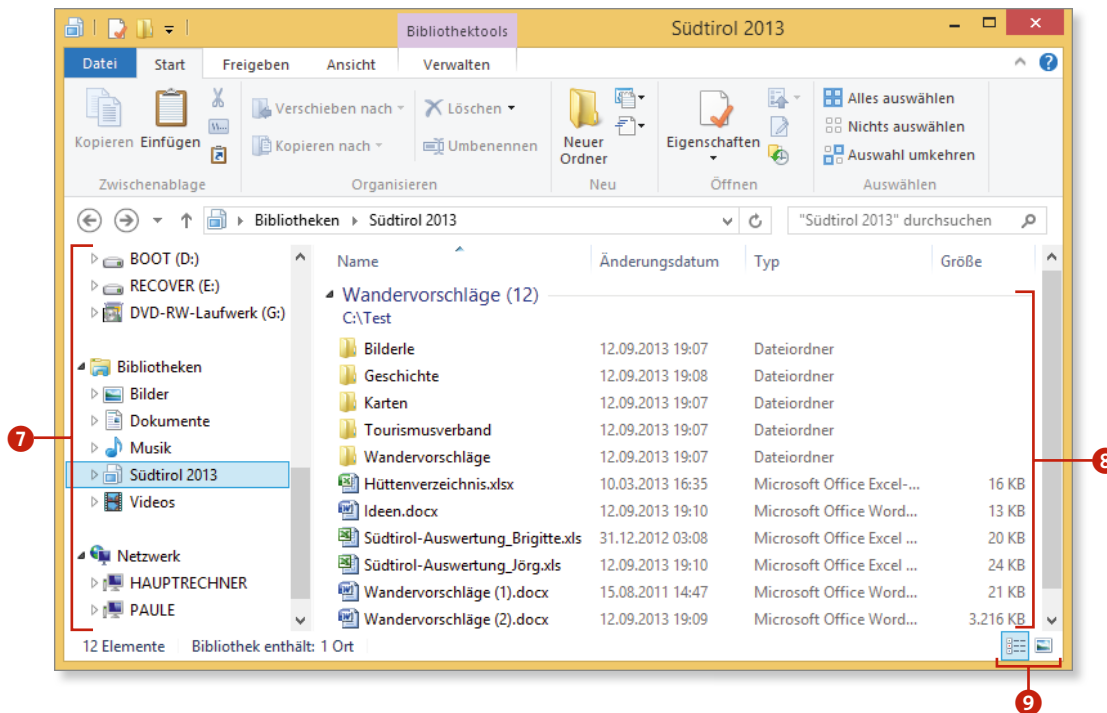 Bibliothektools
Südtirol 2013
Datei Start Freigeben Ansicht Verwalten
Kopieren Einfügen
Verschieben nach
Kopieren nach
Löschen
Umbenennen
Neuer
Ordner
Eigenschaften
Alles auswählen
Nichts auswählen
Auswahl umkehren
Zwischenablage Organisieren Neu Öffnen Auswählen
Bibliotheken Südtirol 2013
"Südtirol 2013" durchsuchen
BOOT (D:)
RECOVER (E:)
DVD-RW-Laufwerk (G:)
Bibliotheken
Bilder
Dokumente
Musik
Südtirol 2013
Videos
Netzwerk
HAUPTRECHNER
PAULE
7
Name Änderungsdatum Typ Größe
Wandervorschläge (12)
C:\Test
Bilderle 12.09.2013 19:07 Dateiordner
Geschichte 12.09.2013 19:08 Dateiordner
Karten 12.09.2013 19:07 Dateiordner
Tourismusverband 12.09.2013 19:07 Dateiordner
Wandervorschläge 12.09.2013 19:07 Dateiordner
Hüttenverzeichnis.xlsx 10.03.2013 16:35 Microsoft Office Excel-... 16 KB
Ideen.docx 12.09.2013 19:10 Microsoft Office Word... 13 KB
Südtirol-Auswertung_Brigitte.xls 31.12.2012 03:08 Microsoft Office Excel ... 20 KB
Südtirol-Auswertung_Jörg.xls 12.09.2013 19:10 Microsoft Office Excel ... 24 KB
Wandervorschläge (1).docx 15.08.2011 14:47 Microsoft Office Word... 21 KB
Wandervorschläge (2).docx 12.09.2013 19:09 Microsoft Office Word... 3.216 KB
8
12 Elemente Bibliothek enthält: 1 Ort
9